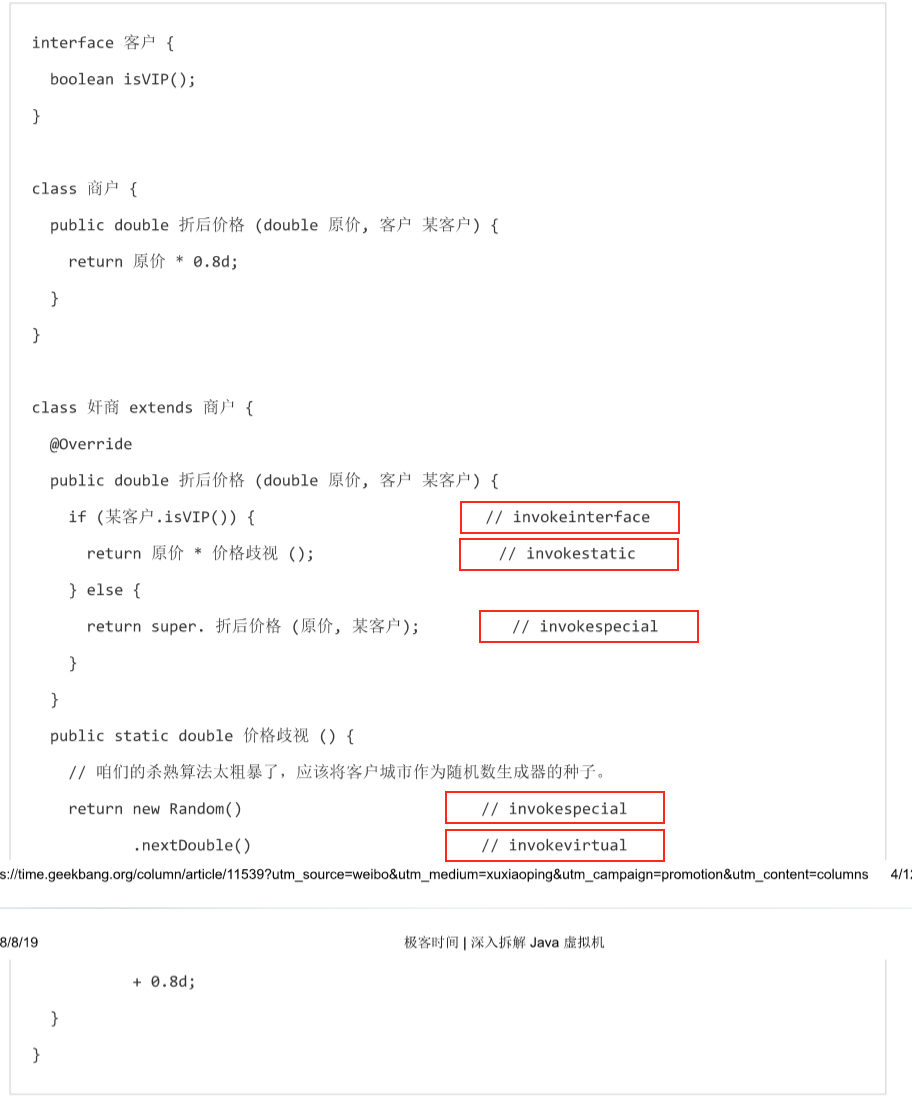 interface 客户 {
boolean isVIP();
}
class 商户 {
public double 折后价格 (double 原价, 客户 某客户) {
return 原价 * 0.8d;
}
}
class 奸商 extends 商户 {
@Override
public double 折后价格 (double 原价, 客户 某客户) {
if (某客户.isVIP()) { // invokeinterface
return 原价 * 价格歧视 (); // invokestatic
} else {
return super. 折后价格 (原价, 某客户); // invokespecial
}
}
public static double 价格歧视 () {
// 咱们的杀熟算法太粗暴了，应该将客户城市作为随机数生成器的种子。
return new Random() // invokespecial
.nextDouble() // invokevirtual
s://time.geekbang.org/column/article/11539?utm_source=weibo&utm_medium=xuxiaoping&utm_campaign=promotion&utm_content=columns 4/12
8/8/19 极客时间 | 深入拆解 Java 虚拟机
+ 0.8d;
}
}